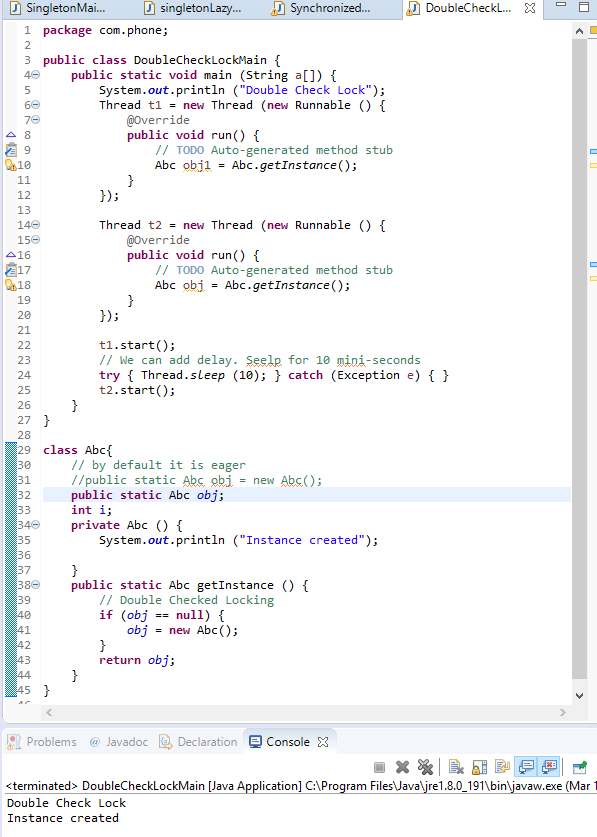 SingletonMai...
singletonLazy...
Synchronized...
DoubleCheckL...
1 package com.phone;
2
3 public class DoubleCheckLockMain {
4 public static void main (String a[]) {
5 System.out.println ("Double Check Lock");
6 Thread t1 = new Thread (new Runnable () {
7 @Override
8 public void run() {
9 // TODO Auto-generated method stub
10 Abc obj1 = Abc.getInstance();
11 }
12 });
13
14 Thread t2 = new Thread (new Runnable () {
15 @Override
16 public void run() {
17 // TODO Auto-generated method stub
18 Abc obj = Abc.getInstance();
19 }
20 });
21
22 t1.start();
23 // We can add delay. Seelp for 10 mini-seconds
24 try { Thread.sleep (10); } catch (Exception e) { }
25 t2.start();
26 }
27 }
28
29 class Abc{
30 // by default it is eager
31 //public static Abc obj = new Abc();
32 public static Abc obj;
33 int i;
34 private Abc () {
35 System.out.println ("Instance created");
36
37 }
38 public static Abc getInstance () {
39 // Double Checked Locking
40 if (obj == null) {
41 obj = new Abc();
42 }
43 return obj;
44 }
45 }
46
Problems
@ Javadoc
Declaration
Console
<terminated> DoubleCheckLockMain [Java Application] C:\Program Files\Java\jre1.8.0_191\bin\javaw.exe (Mar 1
Double Check Lock
Instance created